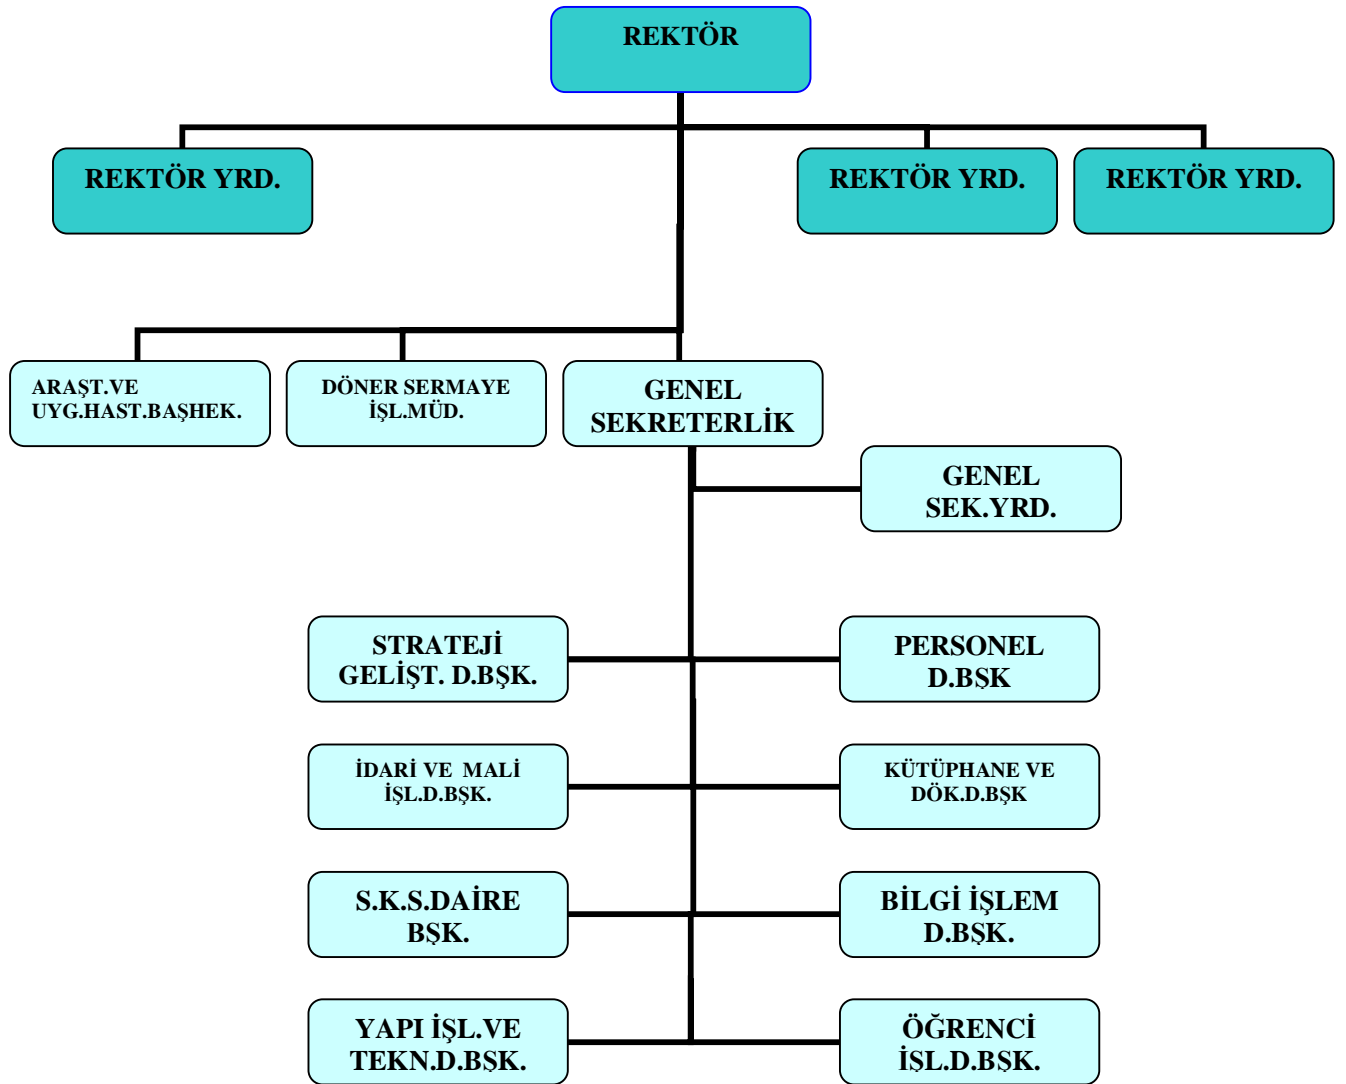 REKTÖR
REKTÖR YRD.
REKTÖR YRD.
REKTÖR YRD.
ARAŞT.VE
UYG.HAST.BAŞHEK.
DÖNER SERMAYE
İŞL.MÜD.
GENEL
SEKRETERLİK
GENEL
SEK.YRD.
STRATEJİ
GELİŞT. D.BŞK.
PERSONEL
D.BŞK
İDARİ VE  MALİ
İŞL.D.BŞK.
KÜTÜPHANE VE
DÖK.D.BŞK
S.K.S.DAİRE
BŞK.
BİLGİ İŞLEM
D.BŞK.
YAPI İŞL.VE
TEKN.D.BŞK.
ÖĞRENCİ
İŞL.D.BŞK.